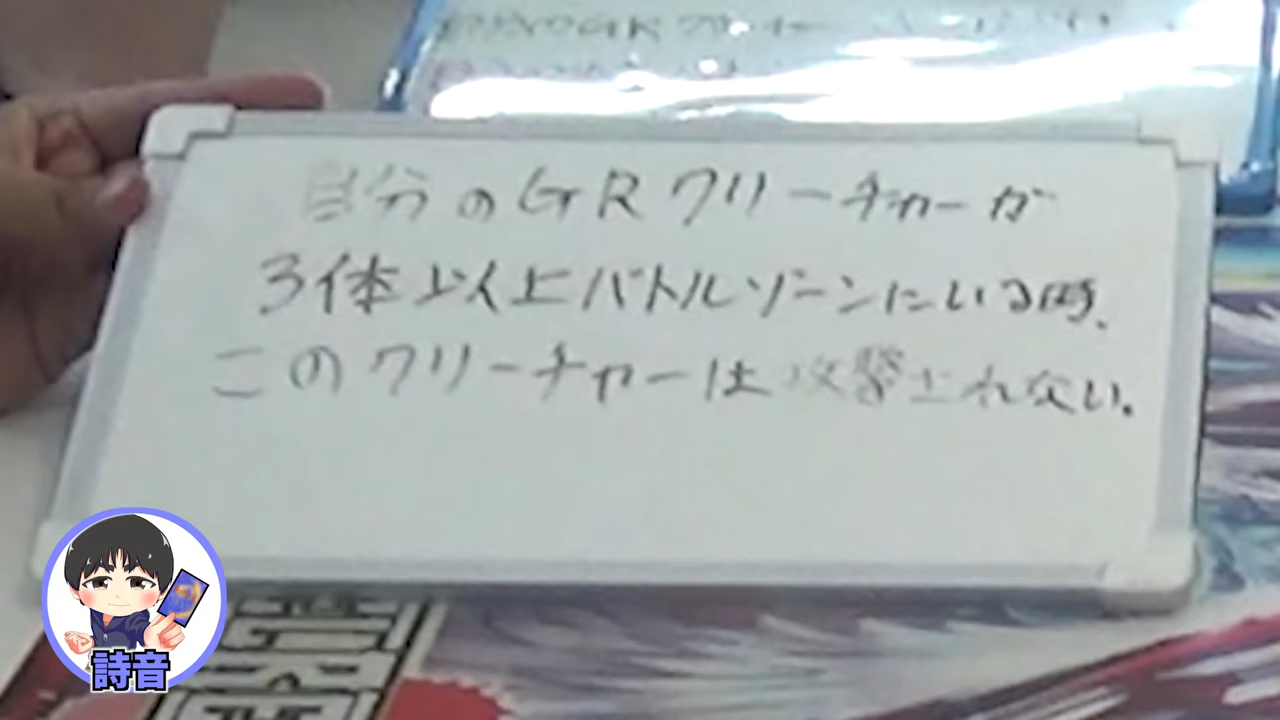 自分のGRクリーチャーが
3体以上バトルゾーンにいる時、
このクリーチャーは攻撃されない。
詩音